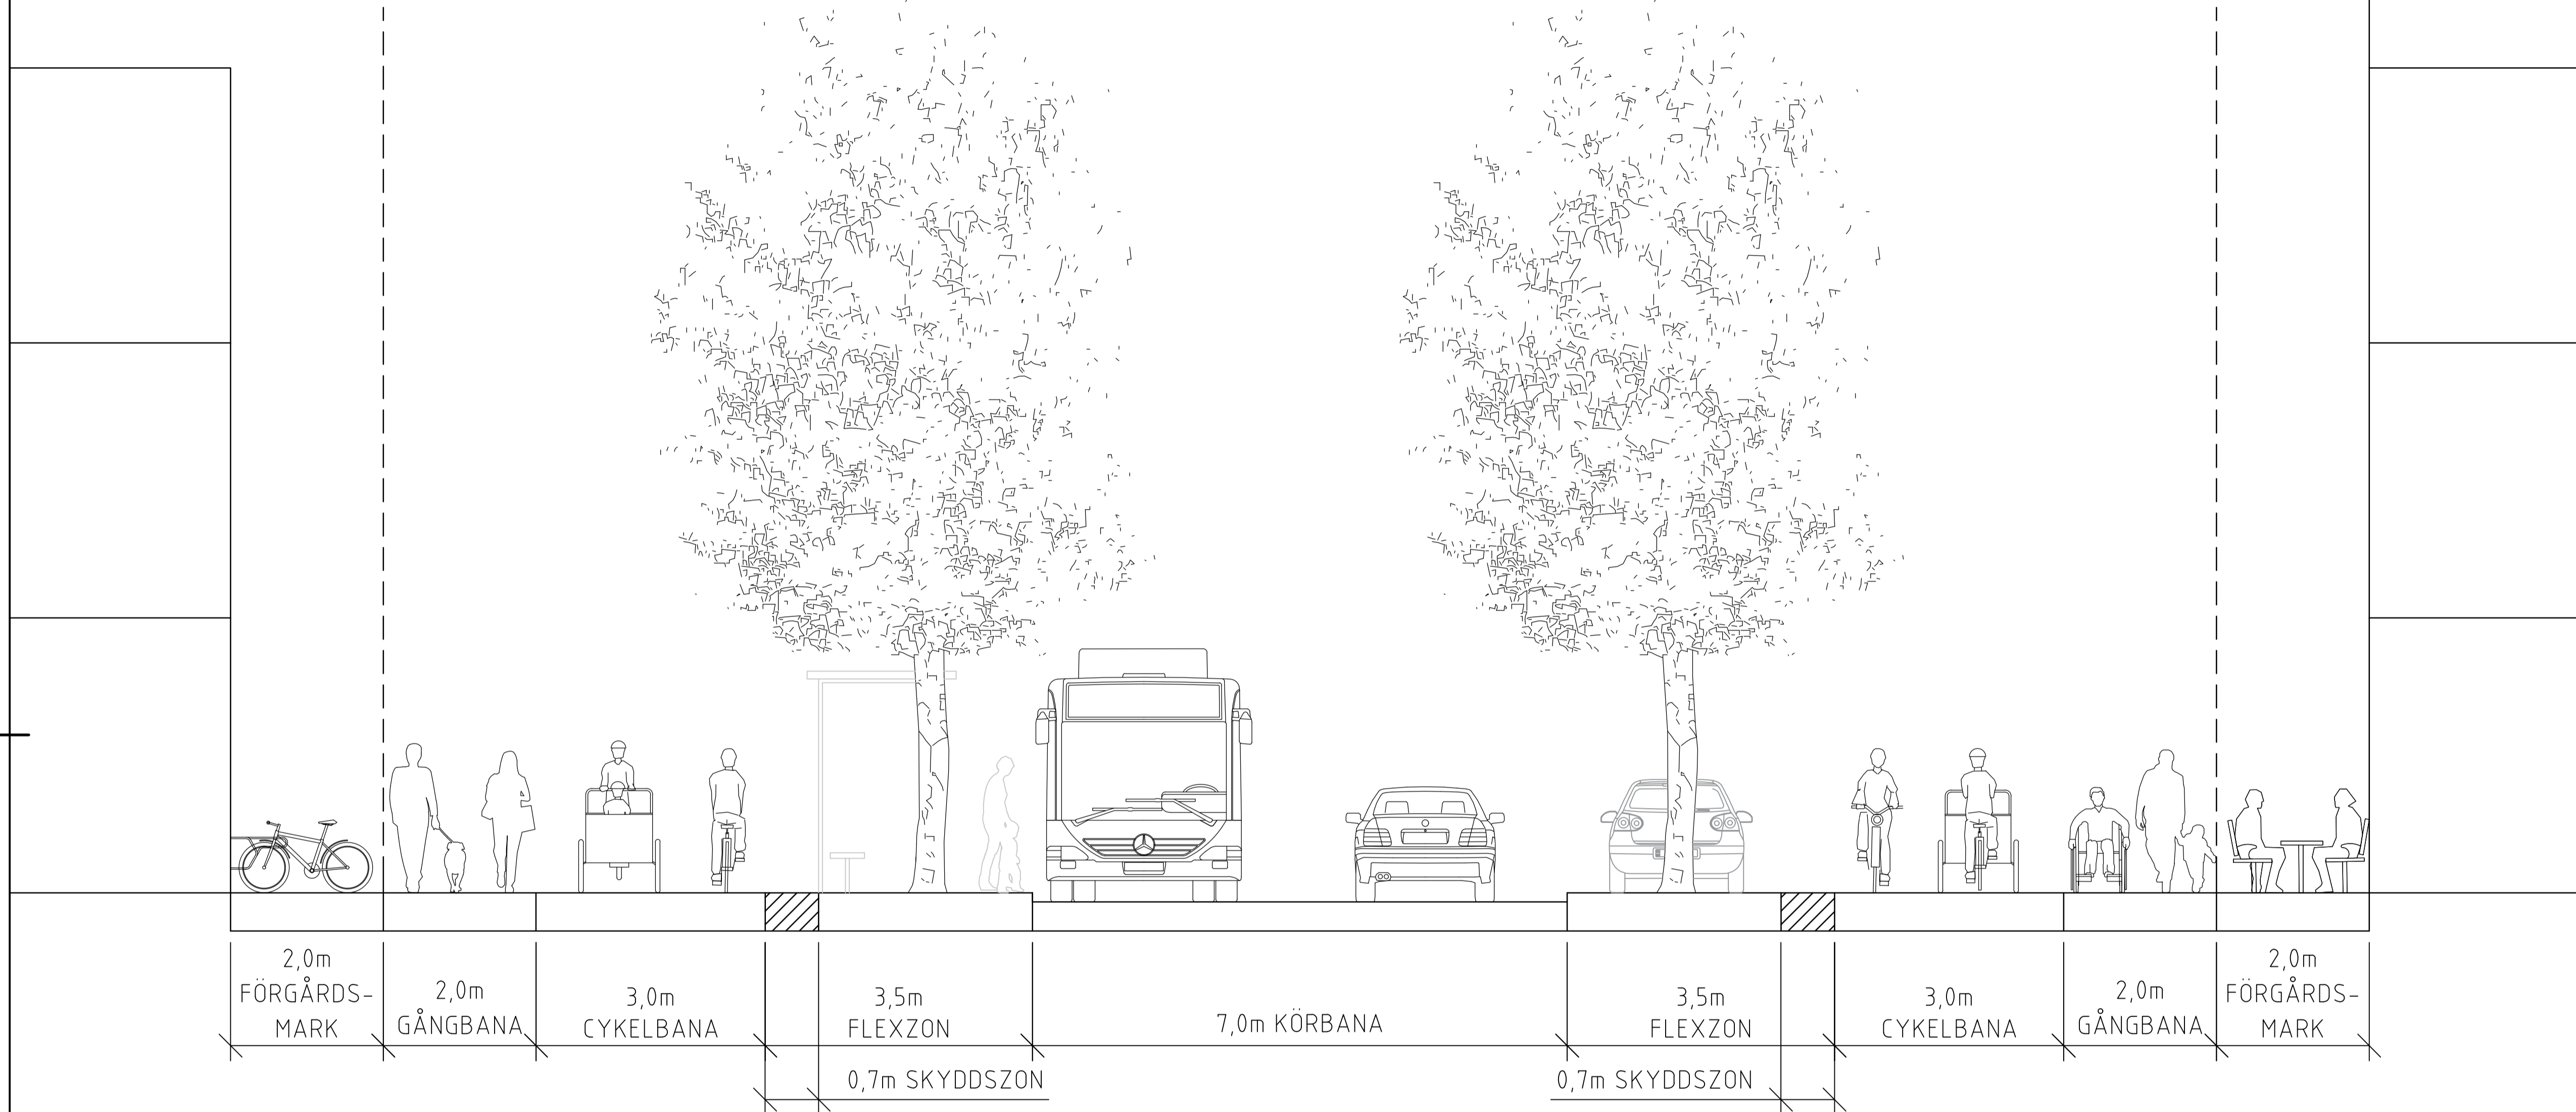 2,0m
FÖRGÅRDS-
MARK
2,0m
GÅNGBANA
3,0m
CYKELBANA
3,5m
FLEXZON
0,7m SKYDDSZON
7,0m KÖRBANA
3,5m
FLEXZON
0,7m SKYDDSZON
3,0m
CYKELBANA
2,0m
GÅNGBANA
2,0m
FÖRGÅRDS-
MARK